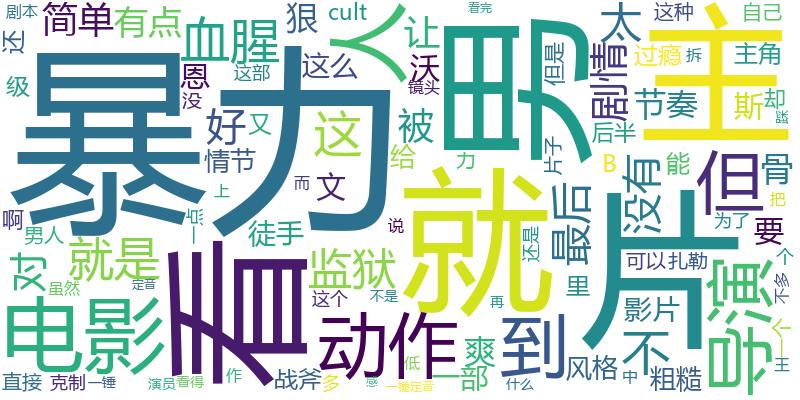 剧本
简单
有点
血腥
狠
cult
人
让
太
这种
看完
自己
还
级
没
恩
这部
这么
沃
镜头
男
但是
剧情
过瘾
拆
主角
主
暴力
好
又
这
被
节奏
斯
却
后半
踩
情节
给
力
片子
B
没有
能
但
骨
上
而
文
就
最后
片
把
啊
男人
一点
徒手
说
还是
为了
要
对
就是
看
监狱
里
可以
扎勒
个
虽然
定音
这个
不是
再
影片
导演
不多
电影
动作
爽
到
不
一个
直接
克制
一锤
演员
看得
作
战斧
多
低
感
一部
一锤定音
什么
风格
中
粗糙
王